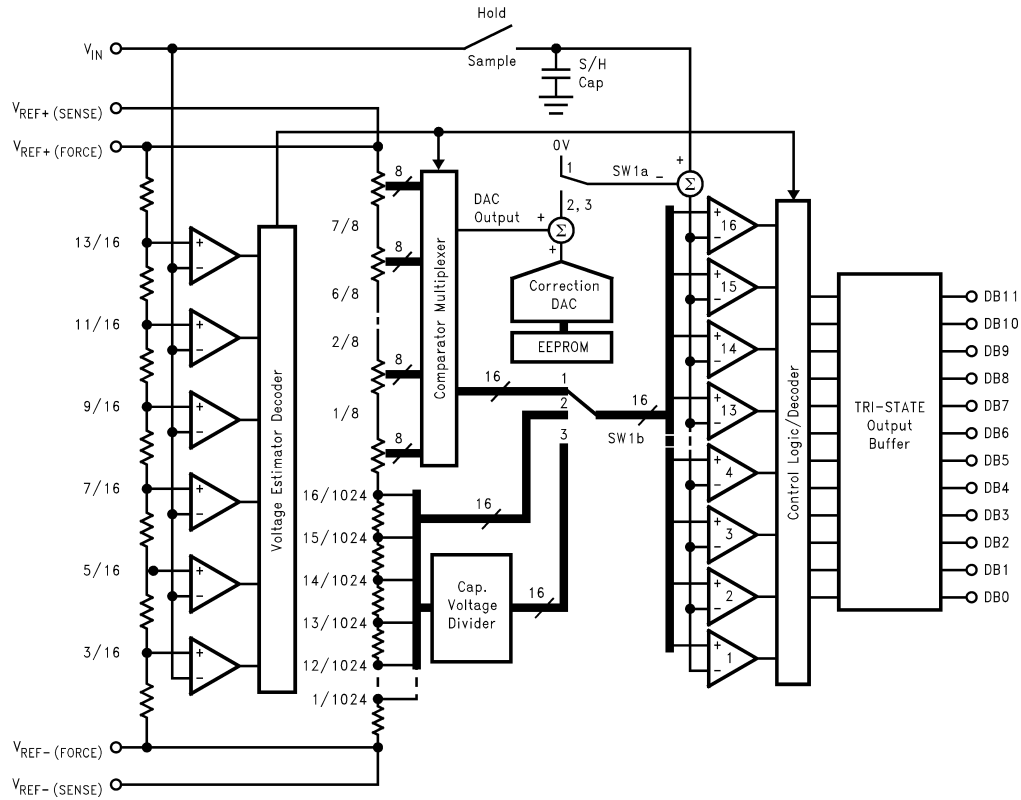 Hold
Sample
S/H
Cap
VIN
VREF+ (SENSE)
VREF+ (FORCE)
13/16
11/16
9/16
7/16
5/16
3/16
VREF- (FORCE)
VREF- (SENSE)
+
-
+
-
+
-
+
-
+
-
+
-
Voltage Estimator Decoder
8
7/8
8
6/8
2/8
8
1/8
8
16/1024
15/1024
14/1024
13/1024
12/1024
1/1024
Comparator Multiplexer
DAC
Output
0V
1
2,3
SW1a
-
+
Σ
+
Σ
+
Correction
DAC
EEPROM
16
1
2
3
16
SW1b
16
Cap.
Voltage
Divider
16
+
16
-
+
15
-
+
14
-
+
13
-
+
4
-
+
3
-
+
2
-
+
1
-
Control Logic/Decoder
TRI-STATE
Output
Buffer
DB11
DB10
DB9
DB8
DB7
DB6
DB5
DB4
DB3
DB2
DB1
DB0